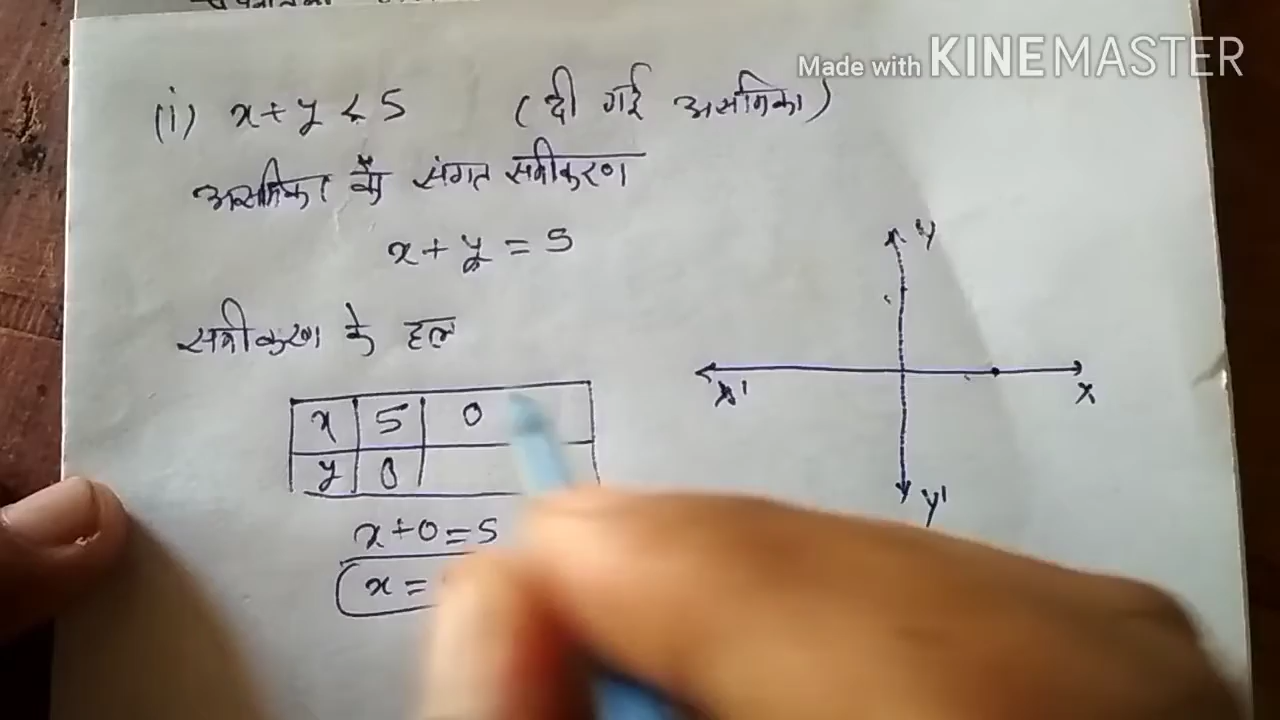 Made with KINEMASTER
(i) x + y < 5 (दी गई असमिका)
असमिका के संगत समीकरण
x + y = 5
समीकरण के हल
x 5 0
y 0
x + 0 = 5
x =
Y
X' X
Y'